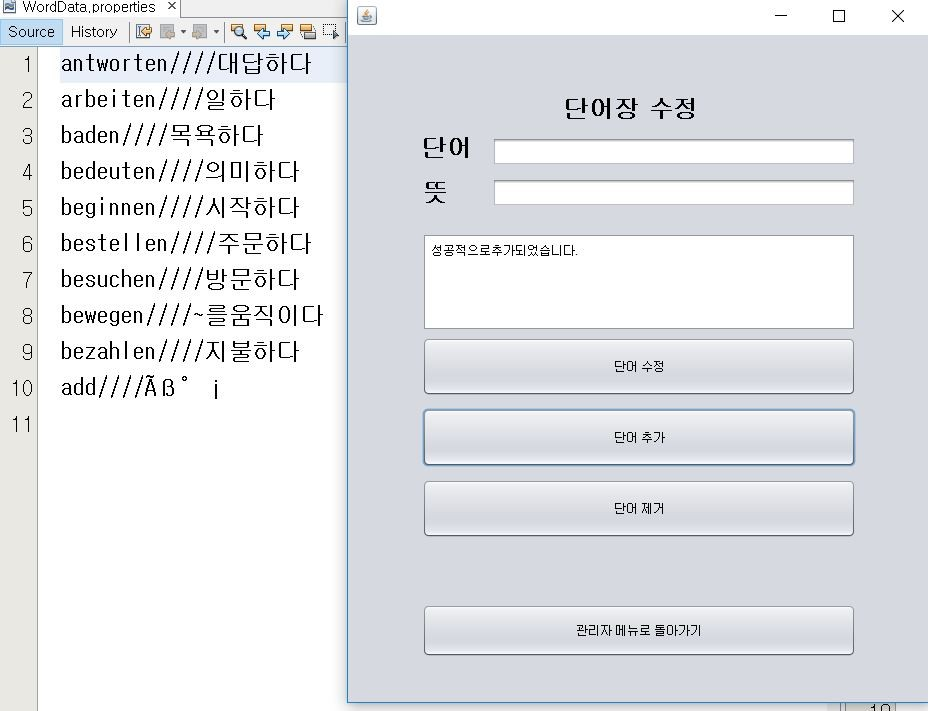 WordData.properties
Source History
1 antworten////대답하다
2 arbeiten////일하다
3 baden////목욕하다
4 bedeuten////의미하다
5 beginnen////시작하다
6 bestellen////주문하다
7 besuchen////방문하다
8 bewegen////~를움직이다
9 bezahlen////지불하다
10 add////Ãß°¡
11
단어장 수정
단어
뜻
성공적으로추가되었습니다.
단어 수정
단어 추가
단어 제거
관리자 메뉴로 돌아가기